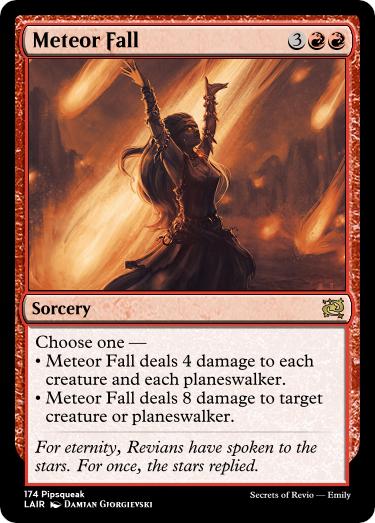 Meteor Fall 3
Sorcery
Choose one —
• Meteor Fall deals 4 damage to each
creature and each planeswalker.
• Meteor Fall deals 8 damage to target
creature or planeswalker.
For eternity, Revians have spoken to the
stars. For once, the stars replied.
174 Pipsqueak
LAIR DAMIAN GIORGIEVSKI
Secrets of Revio — Emily